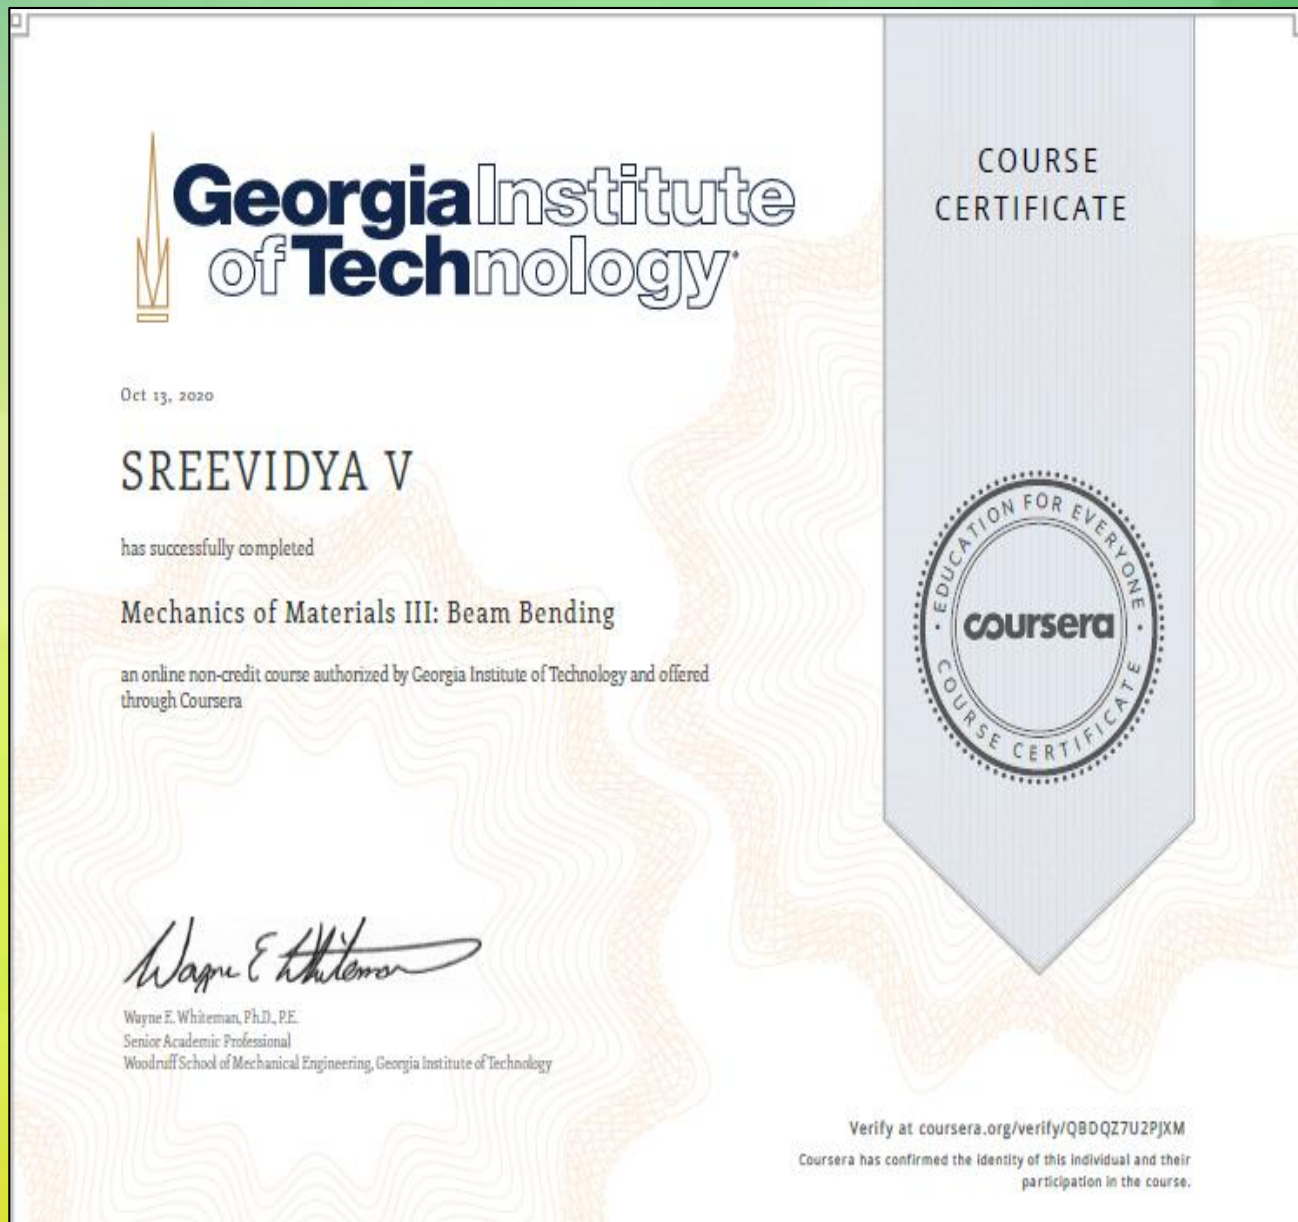 Georgia Institute
of Technology
COURSE
CERTIFICATE
Oct 13, 2020
SREEVIDYA V
has successfully completed
Mechanics of Materials III: Beam Bending
an online non-credit course authorized by Georgia Institute of Technology and offered
through Coursera
EDUCATION FOR EVERYONE
coursera
COURSE CERTIFICATE
Wayne E Whiteman
Wayne E. Whiteman, Ph.D., P.E.
Senior Academic Professional
Woodruff School of Mechanical Engineering, Georgia Institute of Technology
Verify at coursera.org/verify/QBDQZ7U2PJXM
Coursera has confirmed the identity of this individual and their
participation in the course.